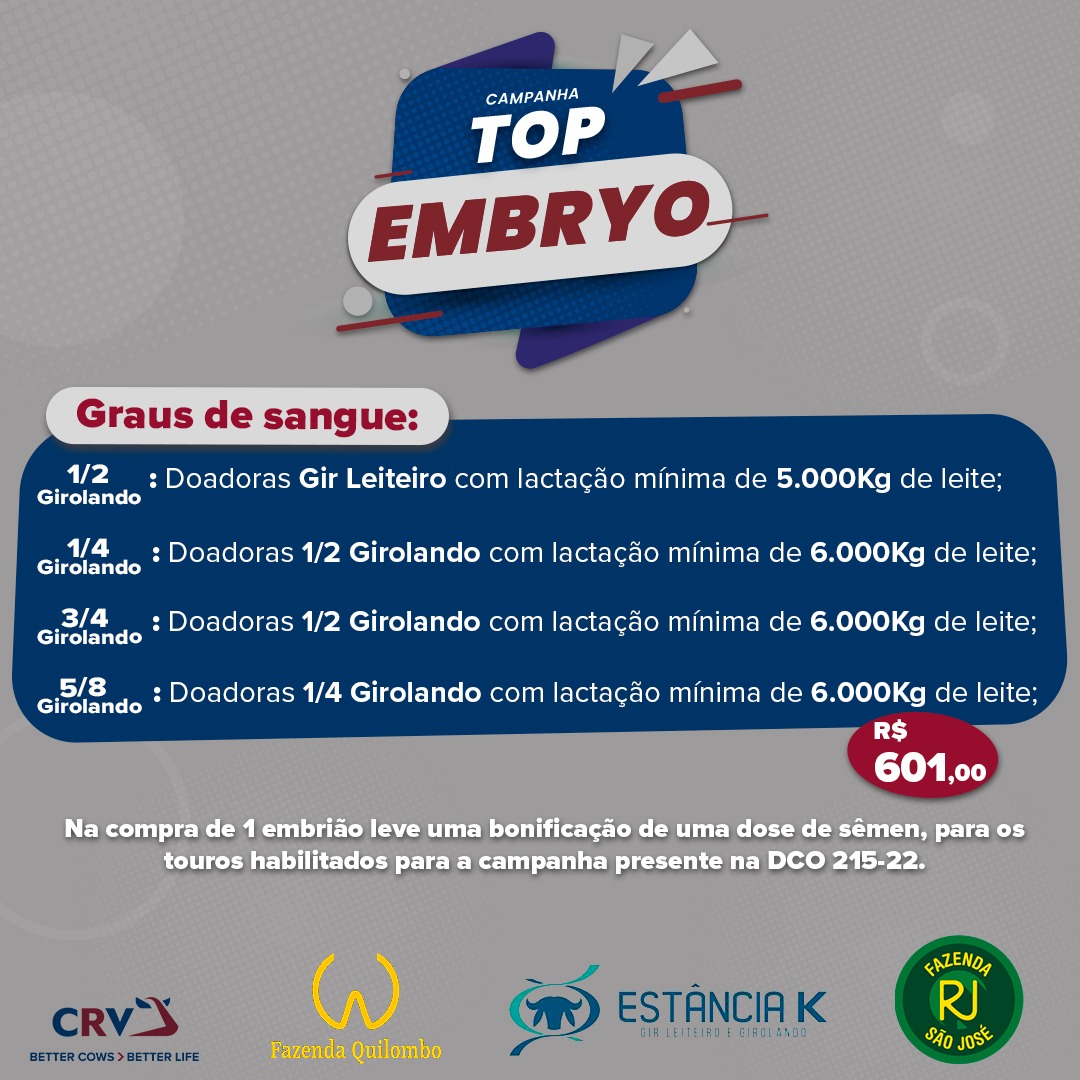 CAMPANHA
TOP
EMBRYO
Graus de sangue:
1/2
Girolando : Doadoras Gir Leiteiro com lactação mínima de 5.000Kg de leite;
1/4
Girolando : Doadoras 1/2 Girolando com lactação mínima de 6.000Kg de leite;
3/4
Girolando : Doadoras 1/2 Girolando com lactação mínima de 6.000Kg de leite;
5/8
Girolando : Doadoras 1/4 Girolando com lactação mínima de 6.000Kg de leite;
R$
601,00
Na compra de 1 embrião leve uma bonificação de uma dose de sêmen, para os
touros habilitados para a campanha presente na DCO 215-22.
CRV
BETTER COWS > BETTER LIFE
Fazenda Quilombo
ESTÂNCIA K
GIR LEITEIRO E GIROLANDO
FAZENDA
RJ
SÃO JOSÉ